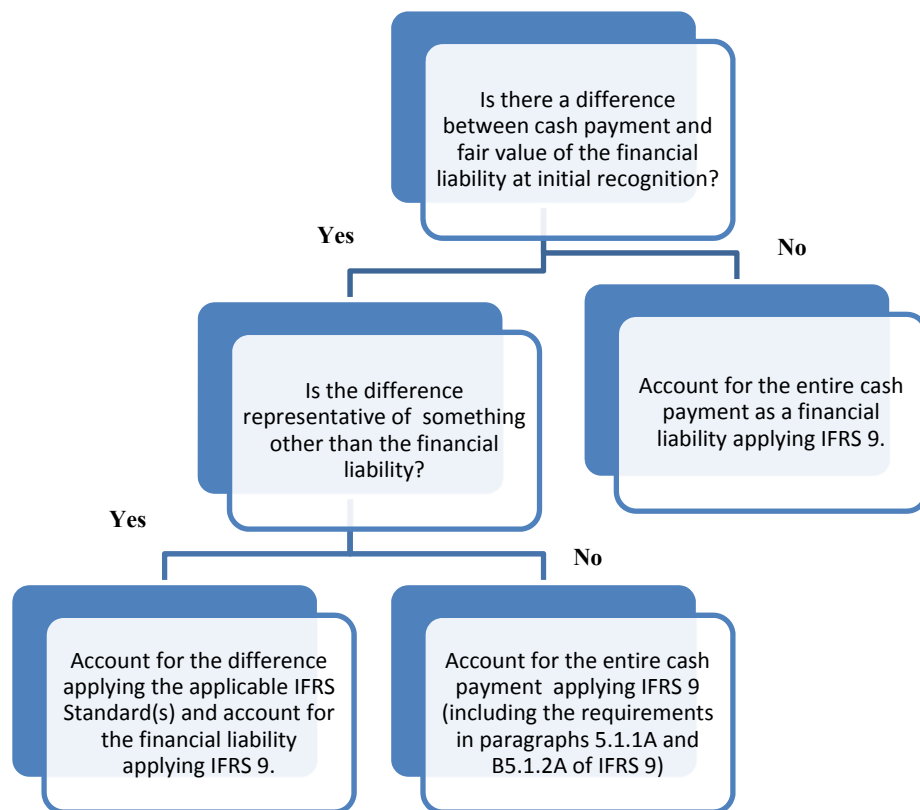 Is there a difference
between cash payment and
fair value of the financial
liability at initial recognition?
Yes
No
Is the difference
representative of something
other than the financial
liability?
Account for the entire cash
payment as a financial
liability applying IFRS 9.
Yes
No
Account for the difference
applying the applicable IFRS
Standard(s) and account for
the financial liability
applying IFRS 9.
Account for the entire cash
payment applying IFRS 9
(including the requirements
in paragraphs 5.1.1A and
B5.1.2A of IFRS 9)